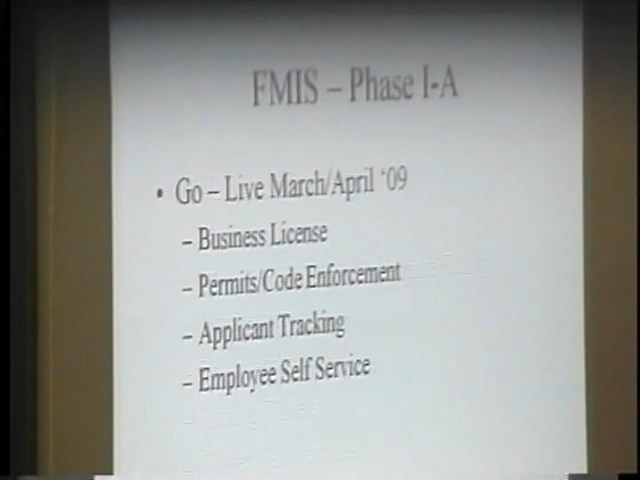 FMIS – Phase I-A
• Go – Live March/April ‘09
– Business License
– Permits/Code Enforcement
– Applicant Tracking
– Employee Self Service